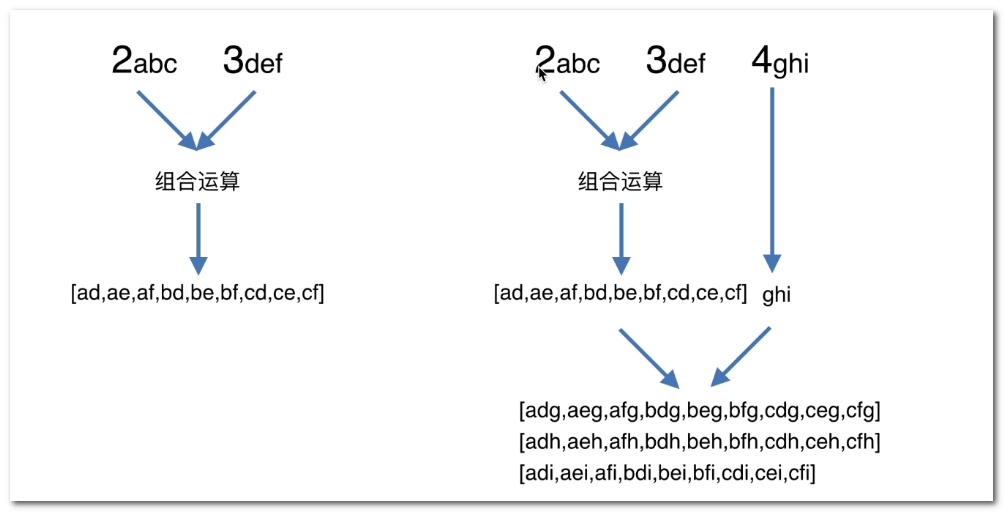 2abc 3def
组合运算
[ad,ae,af,bd,be,bf,cd,ce,cf]
2abc 3def 4ghi
组合运算
[ad,ae,af,bd,be,bf,cd,ce,cf] ghi
[adg,aeg,afg,bdg,beg,bfg,cdg,ceg,cfg]
[adh,aeh,afh,bdh,beh,bfh,cdh,ceh,cfh]
[adi,aei,afi,bdi,bei,bfi,cdi,cei,cfi]